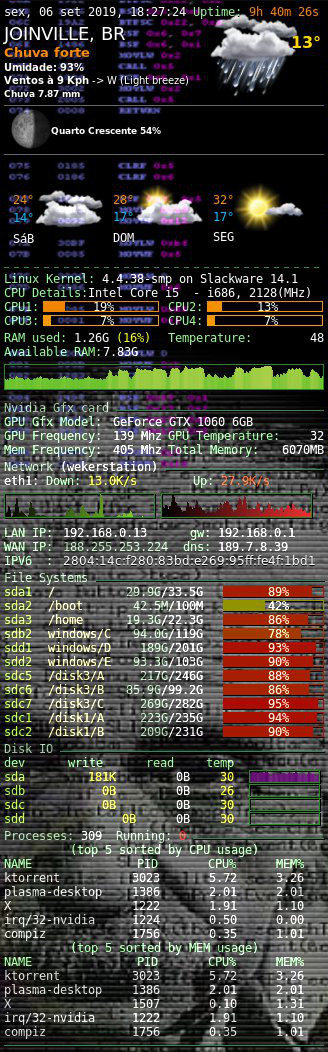 sex, 06 set 2019, 18:27:24 Uptime: 9h 40m 26s
JOINVILLE, BR
13°
Chuva forte
Umidade: 93%
Ventos à 9 Kph -> W (Light breeze)
Chuva 7.87 mm
Quarto Crescente 54%
24° 28° 32°
14° 17° 17°
SáB DOM SEG
Linux Kernel: 4.4.38-smp on Slackware 14.1
CPU Details:Intel Core i5 - i686, 2128(MHz)
CPU1: 19% CPU2: 13%
CPU3: 7% CPU4: 7%
RAM used: 1.26G (16%) Temperature: 48
Available RAM:7.83G
Nvidia Gfx card
GPU Gfx Model: GeForce GTX 1060 6GB
GPU Frequency: 139 Mhz GPU Temperature: 32
Mem Frequency: 405 Mhz Total Memory: 6070MB
Network (wekerstation)
eth1: Down: 13.0K/s Up: 27.9K/s
LAN IP: 192.168.0.13 gw: 192.168.0.1
WAN IP: 188.255.253.224 dns: 189.7.8.39
IPV6 : 2804:14c:f280:83bd:e269:95ff:fe4f:1bd1
File Systems
sda1 / 29.9G/33.5G 89%
sda2 /boot 42.5M/100M 42%
sda3 /home 19.3G/22.3G 86%
sdb2 windows/C 94.0G/119G 78%
sdd1 windows/D 189G/201G 93%
sdd2 windows/E 93.3G/103G 90%
sdc5 /disk3/A 217G/246G 88%
sdc6 /disk3/B 85.9G/99.2G 86%
sdc7 /disk3/C 269G/282G 95%
sdc1 disk1/A 223G/235G 94%
sdc2 disk1/B 209G/231G 90%
Disk IO
dev write read temp
sda 181K 0B 30
sdb 0B 0B 26
sdc 0B 0B 30
sdd 0B 0B 30
Processes: 309 Running: 0
(top 5 sorted by CPU usage)
NAME PID CPU% MEM%
ktorrent 3023 5.72 3.26
plasma-desktop 1386 2.01 2.01
X 1222 1.91 1.10
irq/32-nvidia 1224 0.50 0.00
compiz 1756 0.35 1.01
(top 5 sorted by MEM usage)
NAME PID CPU% MEM%
ktorrent 3023 5.72 3.26
plasma-desktop 1386 2.01 2.01
X 1507 0.10 1.31
irq/32-nvidia 1222 1.91 1.10
compiz 1756 0.35 1.01